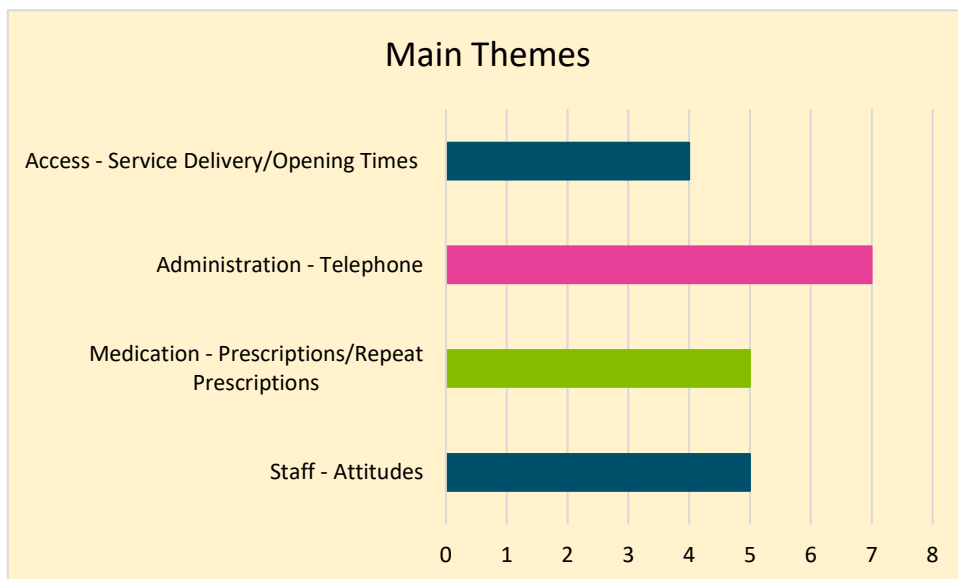 Main Themes
Access - Service Delivery/Opening Times
Administration - Telephone
Medication - Prescriptions/Repeat
Prescriptions
Staff - Attitudes
0 1 2 3 4 5 6 7 8